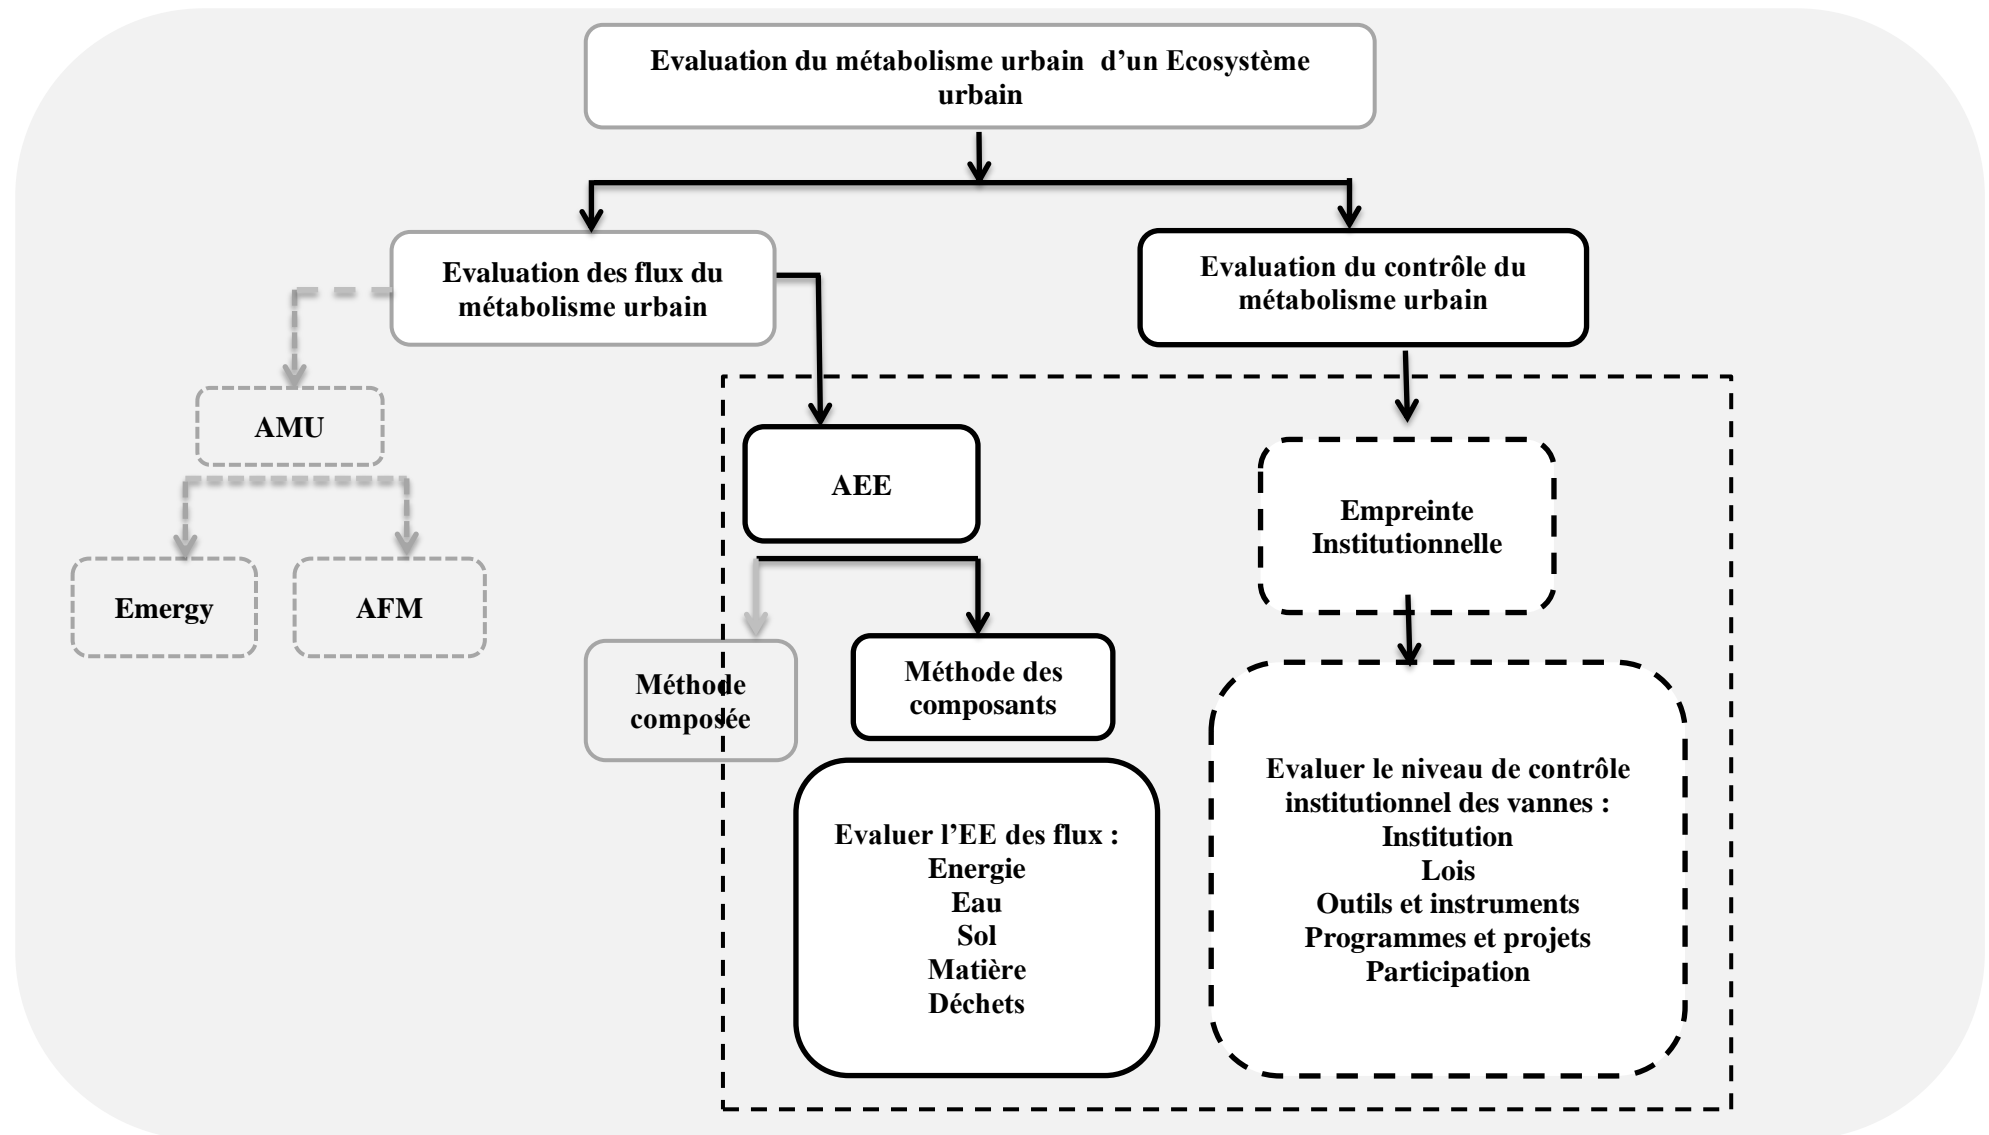 Evaluation du métabolisme urbain d’un Ecosystème
urbain
Evaluation des flux du
métabolisme urbain
Evaluation du contrôle du
métabolisme urbain
AMU
Emergy
AFM
AEE
Méthode
composée
Méthode des
composants
Evaluer l’EE des flux :
Energie
Eau
Sol
Matière
Déchets
Empreinte
Institutionnelle
Evaluer le niveau de contrôle
institutionnel des vannes :
Institution
Lois
Outils et instruments
Programmes et projets
Participation